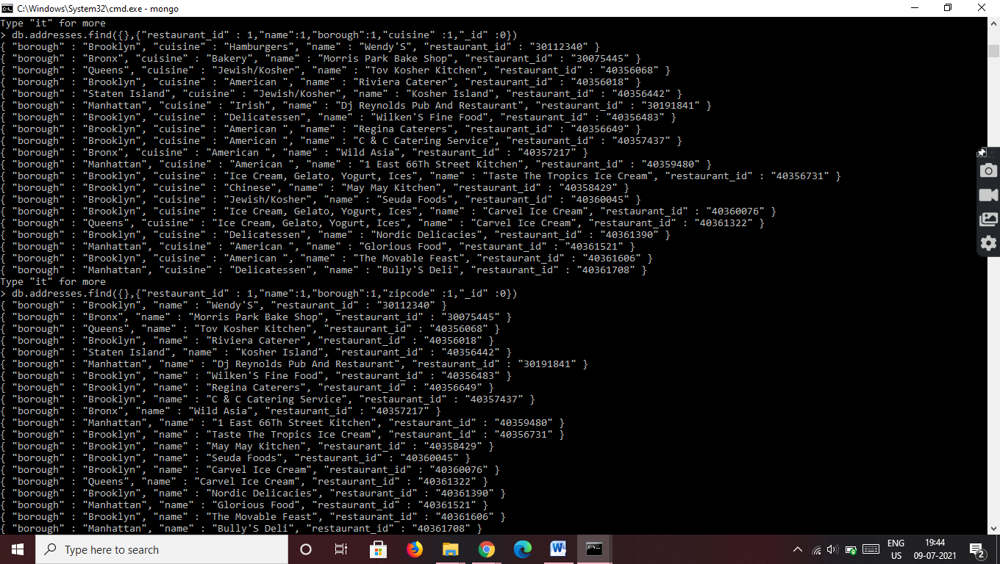 C:\Windows\System32\cmd.exe - mongo
Type "it" for more
> db.addresses.find({},{"restaurant_id" : 1,"name":1,"borough":1,"cuisine" :1,"_id" :0})
{ "borough" : "Brooklyn", "cuisine" : "Hamburgers", "name" : "Wendy'S", "restaurant_id" : "30112340" }
{ "borough" : "Bronx", "cuisine" : "Bakery", "name" : "Morris Park Bake Shop", "restaurant_id" : "30075445" }
{ "borough" : "Queens", "cuisine" : "Jewish/Kosher", "name" : "Tov Kosher Kitchen", "restaurant_id" : "40356068" }
{ "borough" : "Brooklyn", "cuisine" : "American ", "name" : "Riviera Caterer", "restaurant_id" : "40356018" }
{ "borough" : "Staten Island", "cuisine" : "Jewish/Kosher", "name" : "Kosher Island", "restaurant_id" : "40356442" }
{ "borough" : "Manhattan", "cuisine" : "Irish", "name" : "Dj Reynolds Pub And Restaurant", "restaurant_id" : "30191841" }
{ "borough" : "Brooklyn", "cuisine" : "Delicatessen", "name" : "Wilken'S Fine Food", "restaurant_id" : "40356483" }
{ "borough" : "Brooklyn", "cuisine" : "American ", "name" : "Regina Caterers", "restaurant_id" : "40356649" }
{ "borough" : "Brooklyn", "cuisine" : "American ", "name" : "C & C Catering Service", "restaurant_id" : "40357437" }
{ "borough" : "Bronx", "cuisine" : "American ", "name" : "Wild Asia", "restaurant_id" : "40357217" }
{ "borough" : "Manhattan", "cuisine" : "American ", "name" : "1 East 66Th Street Kitchen", "restaurant_id" : "40359480" }
{ "borough" : "Brooklyn", "cuisine" : "Ice Cream, Gelato, Yogurt, Ices", "name" : "Taste The Tropics Ice Cream", "restaurant_id" : "40356731" }
{ "borough" : "Brooklyn", "cuisine" : "Chinese", "name" : "May May Kitchen", "restaurant_id" : "40358429" }
{ "borough" : "Brooklyn", "cuisine" : "Jewish/Kosher", "name" : "Seuda Foods", "restaurant_id" : "40360045" }
{ "borough" : "Brooklyn", "cuisine" : "Ice Cream, Gelato, Yogurt, Ices", "name" : "Carvel Ice Cream", "restaurant_id" : "40360076" }
{ "borough" : "Queens", "cuisine" : "Ice Cream, Gelato, Yogurt, Ices", "name" : "Carvel Ice Cream", "restaurant_id" : "40361322" }
{ "borough" : "Brooklyn", "cuisine" : "Delicatessen", "name" : "Nordic Delicacies", "restaurant_id" : "40361390" }
{ "borough" : "Manhattan", "cuisine" : "American ", "name" : "Glorious Food", "restaurant_id" : "40361521" }
{ "borough" : "Brooklyn", "cuisine" : "American ", "name" : "The Movable Feast", "restaurant_id" : "40361606" }
{ "borough" : "Manhattan", "cuisine" : "Delicatessen", "name" : "Bully'S Deli", "restaurant_id" : "40361708" }
Type "it" for more
> db.addresses.find({},{"restaurant_id" : 1,"name":1,"borough":1,"zipcode" :1,"_id" :0})
{ "borough" : "Brooklyn", "name" : "Wendy'S", "restaurant_id" : "30112340" }
{ "borough" : "Bronx", "name" : "Morris Park Bake Shop", "restaurant_id" : "30075445" }
{ "borough" : "Queens", "name" : "Tov Kosher Kitchen", "restaurant_id" : "40356068" }
{ "borough" : "Brooklyn", "name" : "Riviera Caterer", "restaurant_id" : "40356018" }
{ "borough" : "Staten Island", "name" : "Kosher Island", "restaurant_id" : "40356442" }
{ "borough" : "Manhattan", "name" : "Dj Reynolds Pub And Restaurant", "restaurant_id" : "30191841" }
{ "borough" : "Brooklyn", "name" : "Wilken'S Fine Food", "restaurant_id" : "40356483" }
{ "borough" : "Brooklyn", "name" : "Regina Caterers", "restaurant_id" : "40356649" }
{ "borough" : "Brooklyn", "name" : "C & C Catering Service", "restaurant_id" : "40357437" }
{ "borough" : "Bronx", "name" : "Wild Asia", "restaurant_id" : "40357217" }
{ "borough" : "Manhattan", "name" : "1 East 66Th Street Kitchen", "restaurant_id" : "40359480" }
{ "borough" : "Brooklyn", "name" : "Taste The Tropics Ice Cream", "restaurant_id" : "40356731" }
{ "borough" : "Brooklyn", "name" : "May May Kitchen", "restaurant_id" : "40358429" }
{ "borough" : "Brooklyn", "name" : "Seuda Foods", "restaurant_id" : "40360045" }
{ "borough" : "Brooklyn", "name" : "Carvel Ice Cream", "restaurant_id" : "40360076" }
{ "borough" : "Queens", "name" : "Carvel Ice Cream", "restaurant_id" : "40361322" }
{ "borough" : "Brooklyn", "name" : "Nordic Delicacies", "restaurant_id" : "40361390" }
{ "borough" : "Manhattan", "name" : "Glorious Food", "restaurant_id" : "40361521" }
{ "borough" : "Brooklyn", "name" : "The Movable Feast", "restaurant_id" : "40361606" }
{ "borough" : "Manhattan", "name" : "Bully'S Deli", "restaurant_id" : "40361708" }
Type here to search
ENG
US
19:44
09-07-2021
2